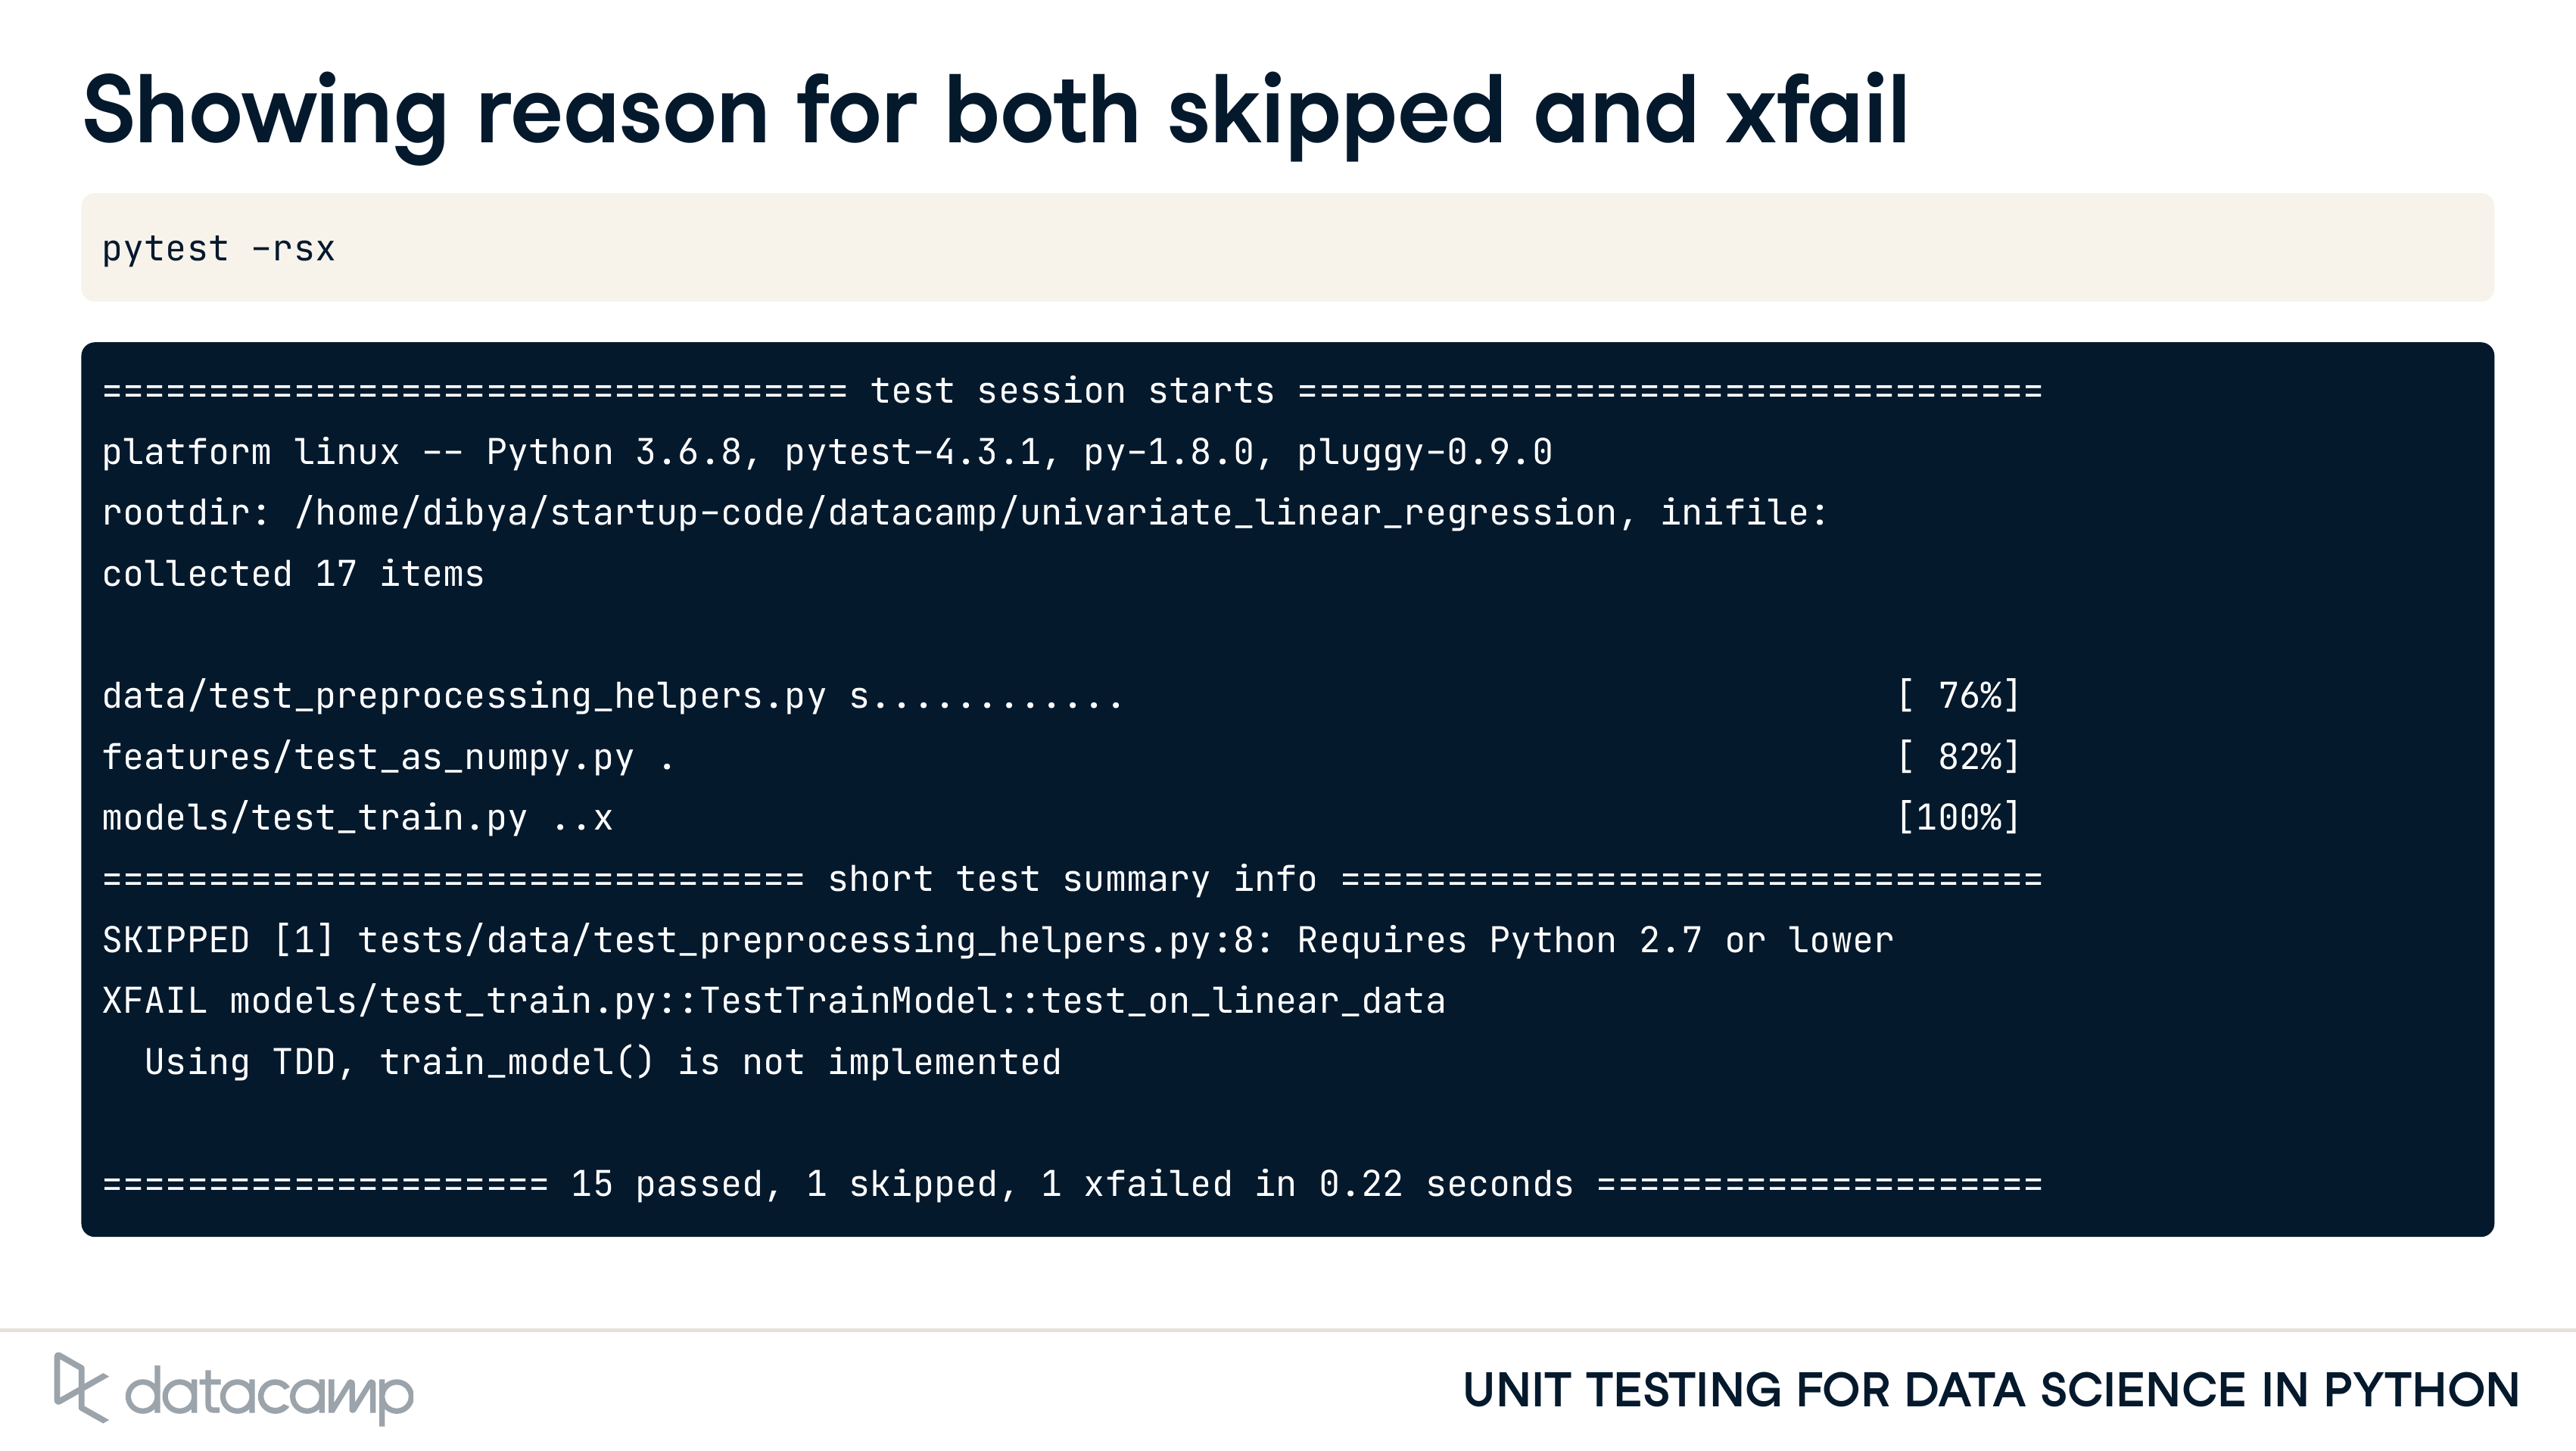 Showing reason for both skipped and xfail
pytest -rsx
=================================== test session starts ===================================
platform linux -- Python 3.6.8, pytest-4.3.1, py-1.8.0, pluggy-0.9.0
rootdir: /home/dibya/startup-code/datacamp/univariate_linear_regression, inifile:
collected 17 items
data/test_preprocessing_helpers.py s............ [ 76%]
features/test_as_numpy.py . [ 82%]
models/test_train.py ..x [100%]
================================= short test summary info =================================
SKIPPED [1] tests/data/test_preprocessing_helpers.py:8: Requires Python 2.7 or lower
XFAIL models/test_train.py::TestTrainModel::test_on_linear_data
  Using TDD, train_model() is not implemented
===================== 15 passed, 1 skipped, 1 xfailed in 0.22 seconds =====================
datacamp
UNIT TESTING FOR DATA SCIENCE IN PYTHON